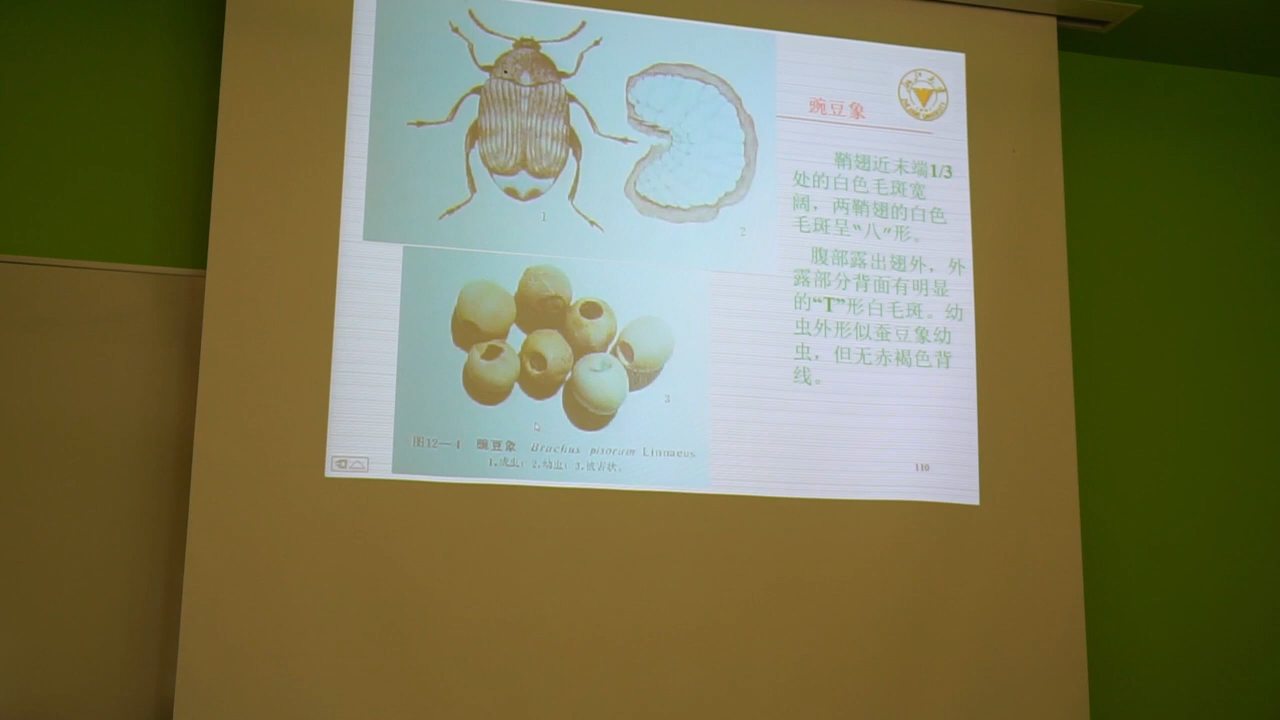 豌豆象
鞘翅近末端1/3
处的白色毛斑宽
阔，两鞘翅的白色
毛斑呈“八”形。
腹部露出翅外，外
露部分背面有明显
的“T”形白毛斑。幼
虫外形似蚕豆象幼
虫，但无赤褐色背
线。
1
2
3
图12—4 豌豆象 Bruchus pisorum Linnaeus
1.成虫；2.幼虫；3.被害状。
110